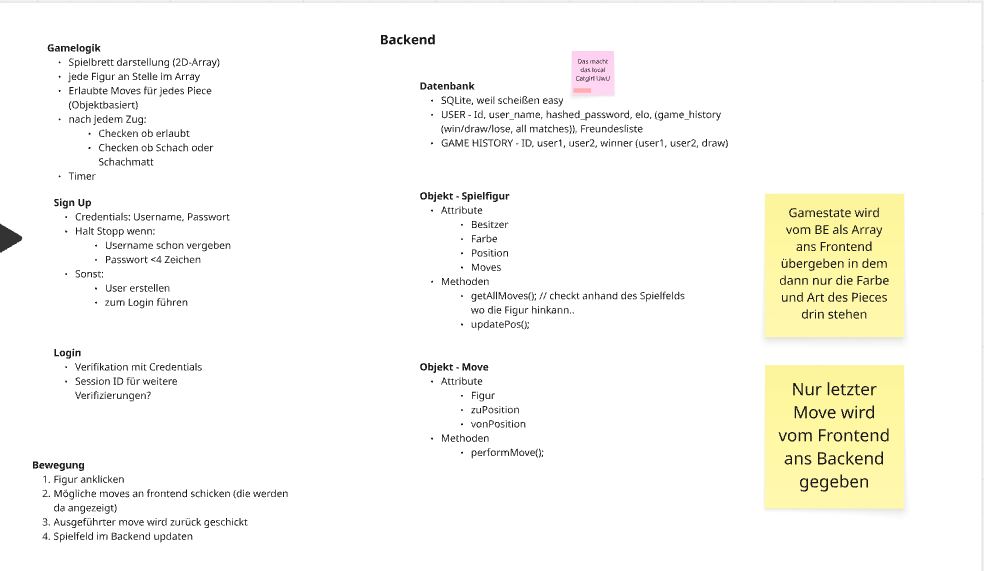 Backend
Gamelogik
• Spielbrett darstellung (2D-Array)
• jede Figur an Stelle im Array
• Erlaubte Moves für jedes Piece
(Objektbasiert)
• nach jedem Zug:
• Checken ob erlaubt
• Checken ob Schach oder
Schachmatt
• Timer
Sign Up
• Credentials: Username, Passwort
• Halt Stopp wenn:
• Username schon vergeben
• Passwort <4 Zeichen
• Sonst:
• User erstellen
• zum Login führen
Login
• Verifikation mit Credentials
• Session ID für weitere
Verifizierungen?
Bewegung
1. Figur anklicken
2. Mögliche moves an frontend schicken (die werden
da angezeigt)
3. Ausgeführter move wird zurück geschickt
4. Spielfeld im Backend updaten
Das macht
das local
Catgirl UwU
Datenbank
• SQLite, weil scheißen easy
• USER - Id, user_name, hashed_password, elo, (game_history
(win/draw/lose, all matches)), Freundesliste
• GAME HISTORY - ID, user1, user2, winner (user1, user2, draw)
Objekt - Spielfigur
• Attribute
• Besitzer
• Farbe
• Position
• Moves
• Methoden
• getAllMoves(); // checkt anhand des Spielfelds
wo die Figur hinkann..
• updatePos();
Objekt - Move
• Attribute
• Figur
• zuPosition
• vonPosition
• Methoden
• performMove();
Gamestate wird
vom BE als Array
ans Frontend
übergeben in dem
dann nur die Farbe
und Art des Pieces
drin stehen
Nur letzter
Move wird
vom Frontend
ans Backend
gegeben